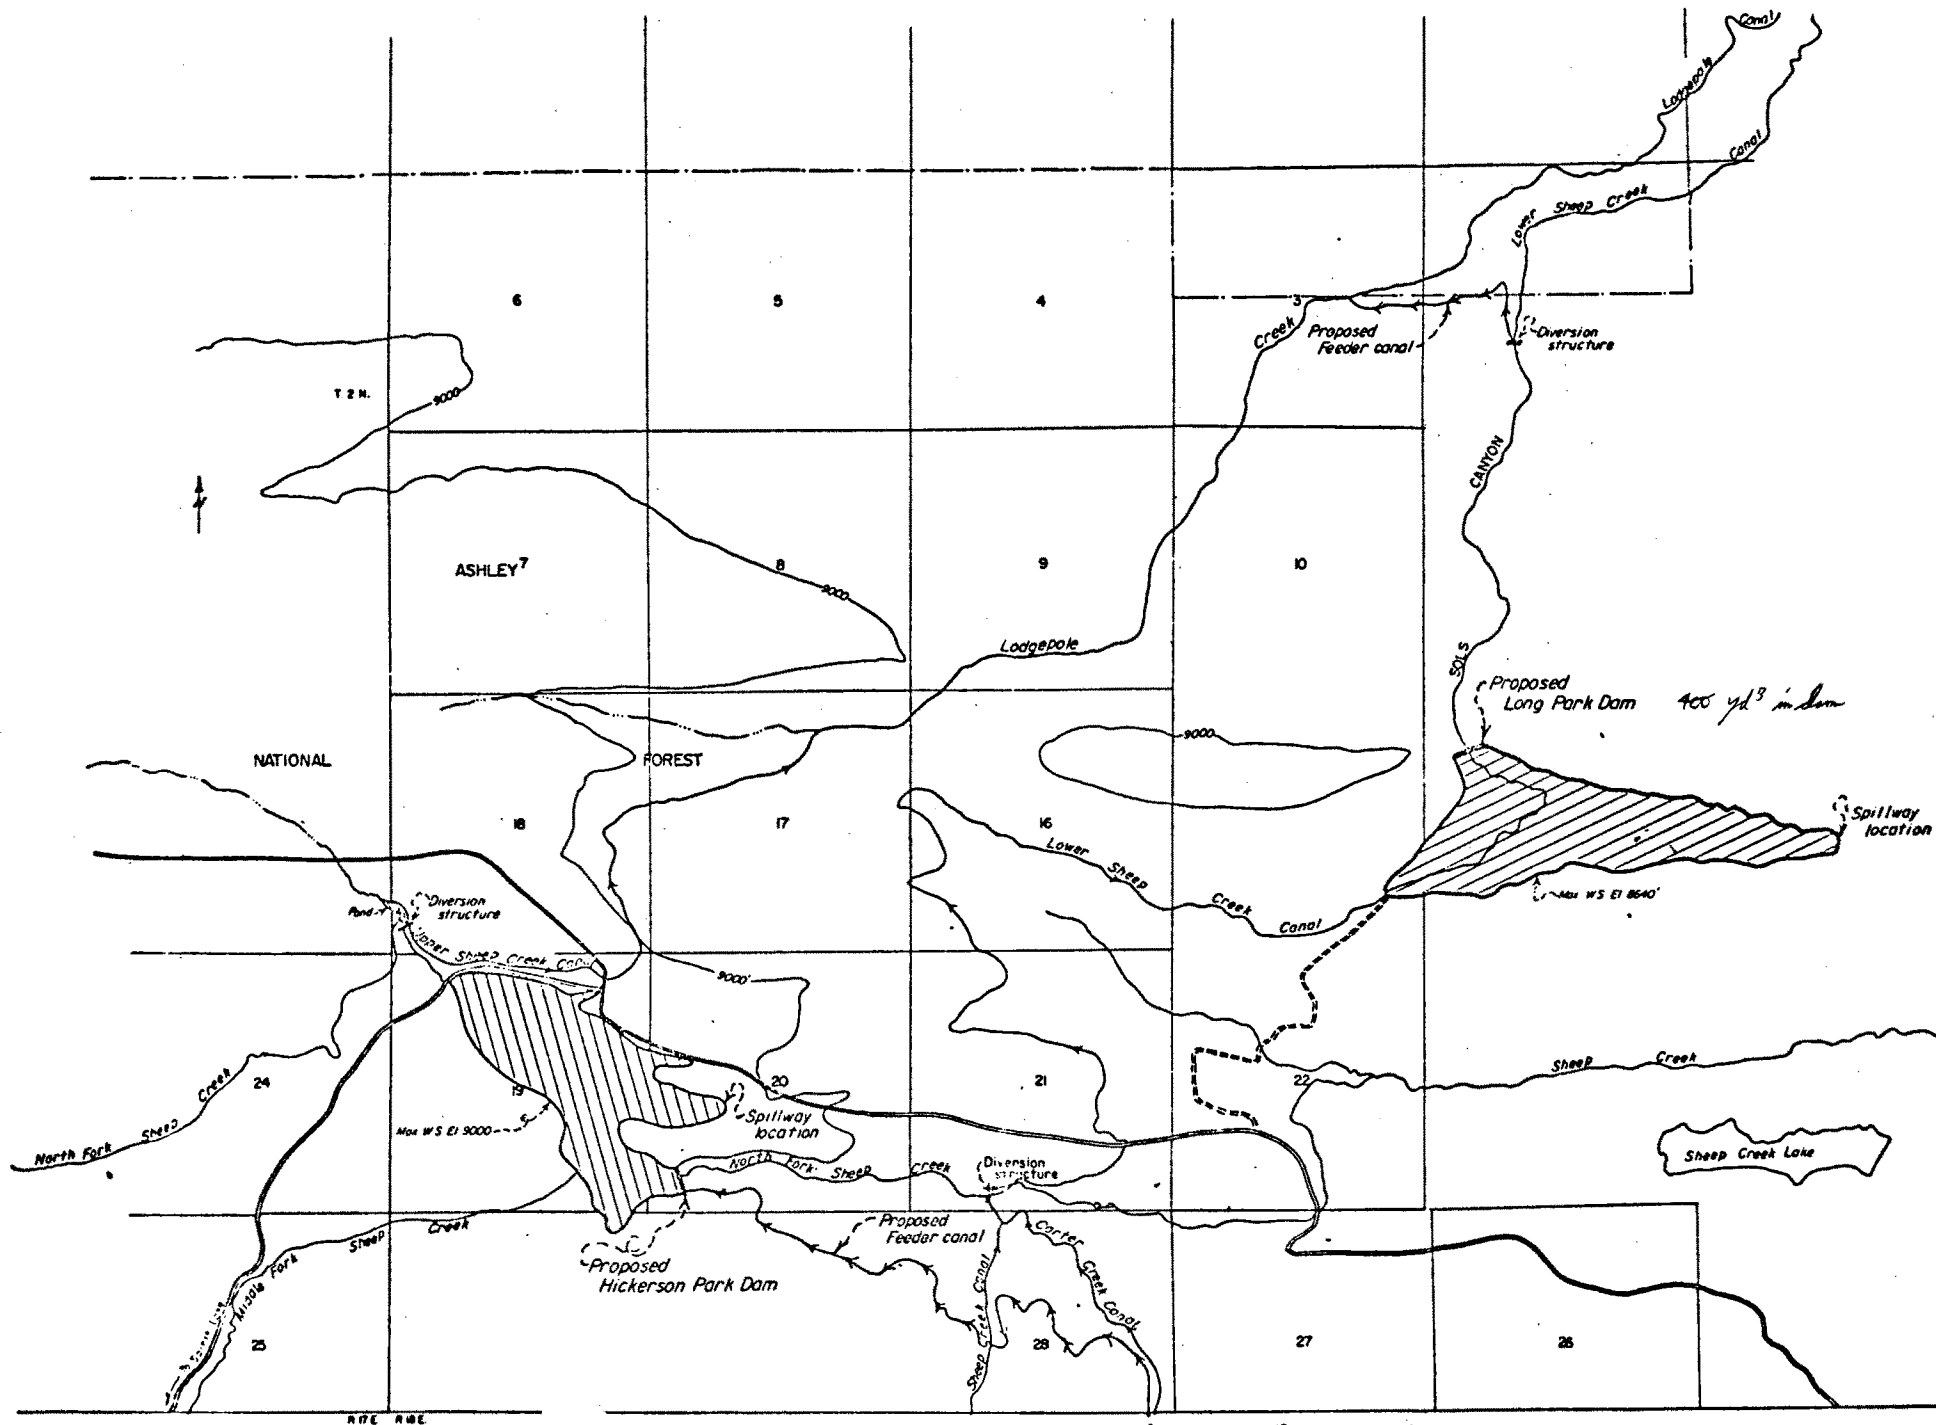 Canal
Lodgepole
Canal
Lower Sheep Creek
6
5
4
3
Creek
Proposed
Feeder canal
Diversion
structure
T 2 N.
9000
CANYON
ASHLEY
7
8
9000
9
10
Lodgepole
SOLS
Proposed
Long Park Dam
yd³ in dam
9000
NATIONAL
FOREST
18
17
16
Lower Sheep Creek Canal
Spillway
location
Max WS El 8640'
Pond
Diversion
structure
Upper Sheep Creek Canal
9000'
24
19
20
21
22
Sheep Creek
Max WS El 9000
Spillway
location
North Fork Sheep Creek
North Fork Sheep Creek
Diversion
structure
Sheep Creek Lake
Middle Fork Sheep Creek
Proposed
Feeder canal
Carter Creek Canal
Proposed
Hickerson Park Dam
Sheep Creek Canal
25
28
27
26
R 17 E R 18 E.